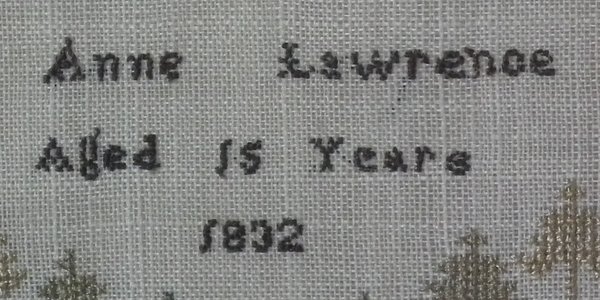 Anne Lawrence
Aged 15 Years
1832